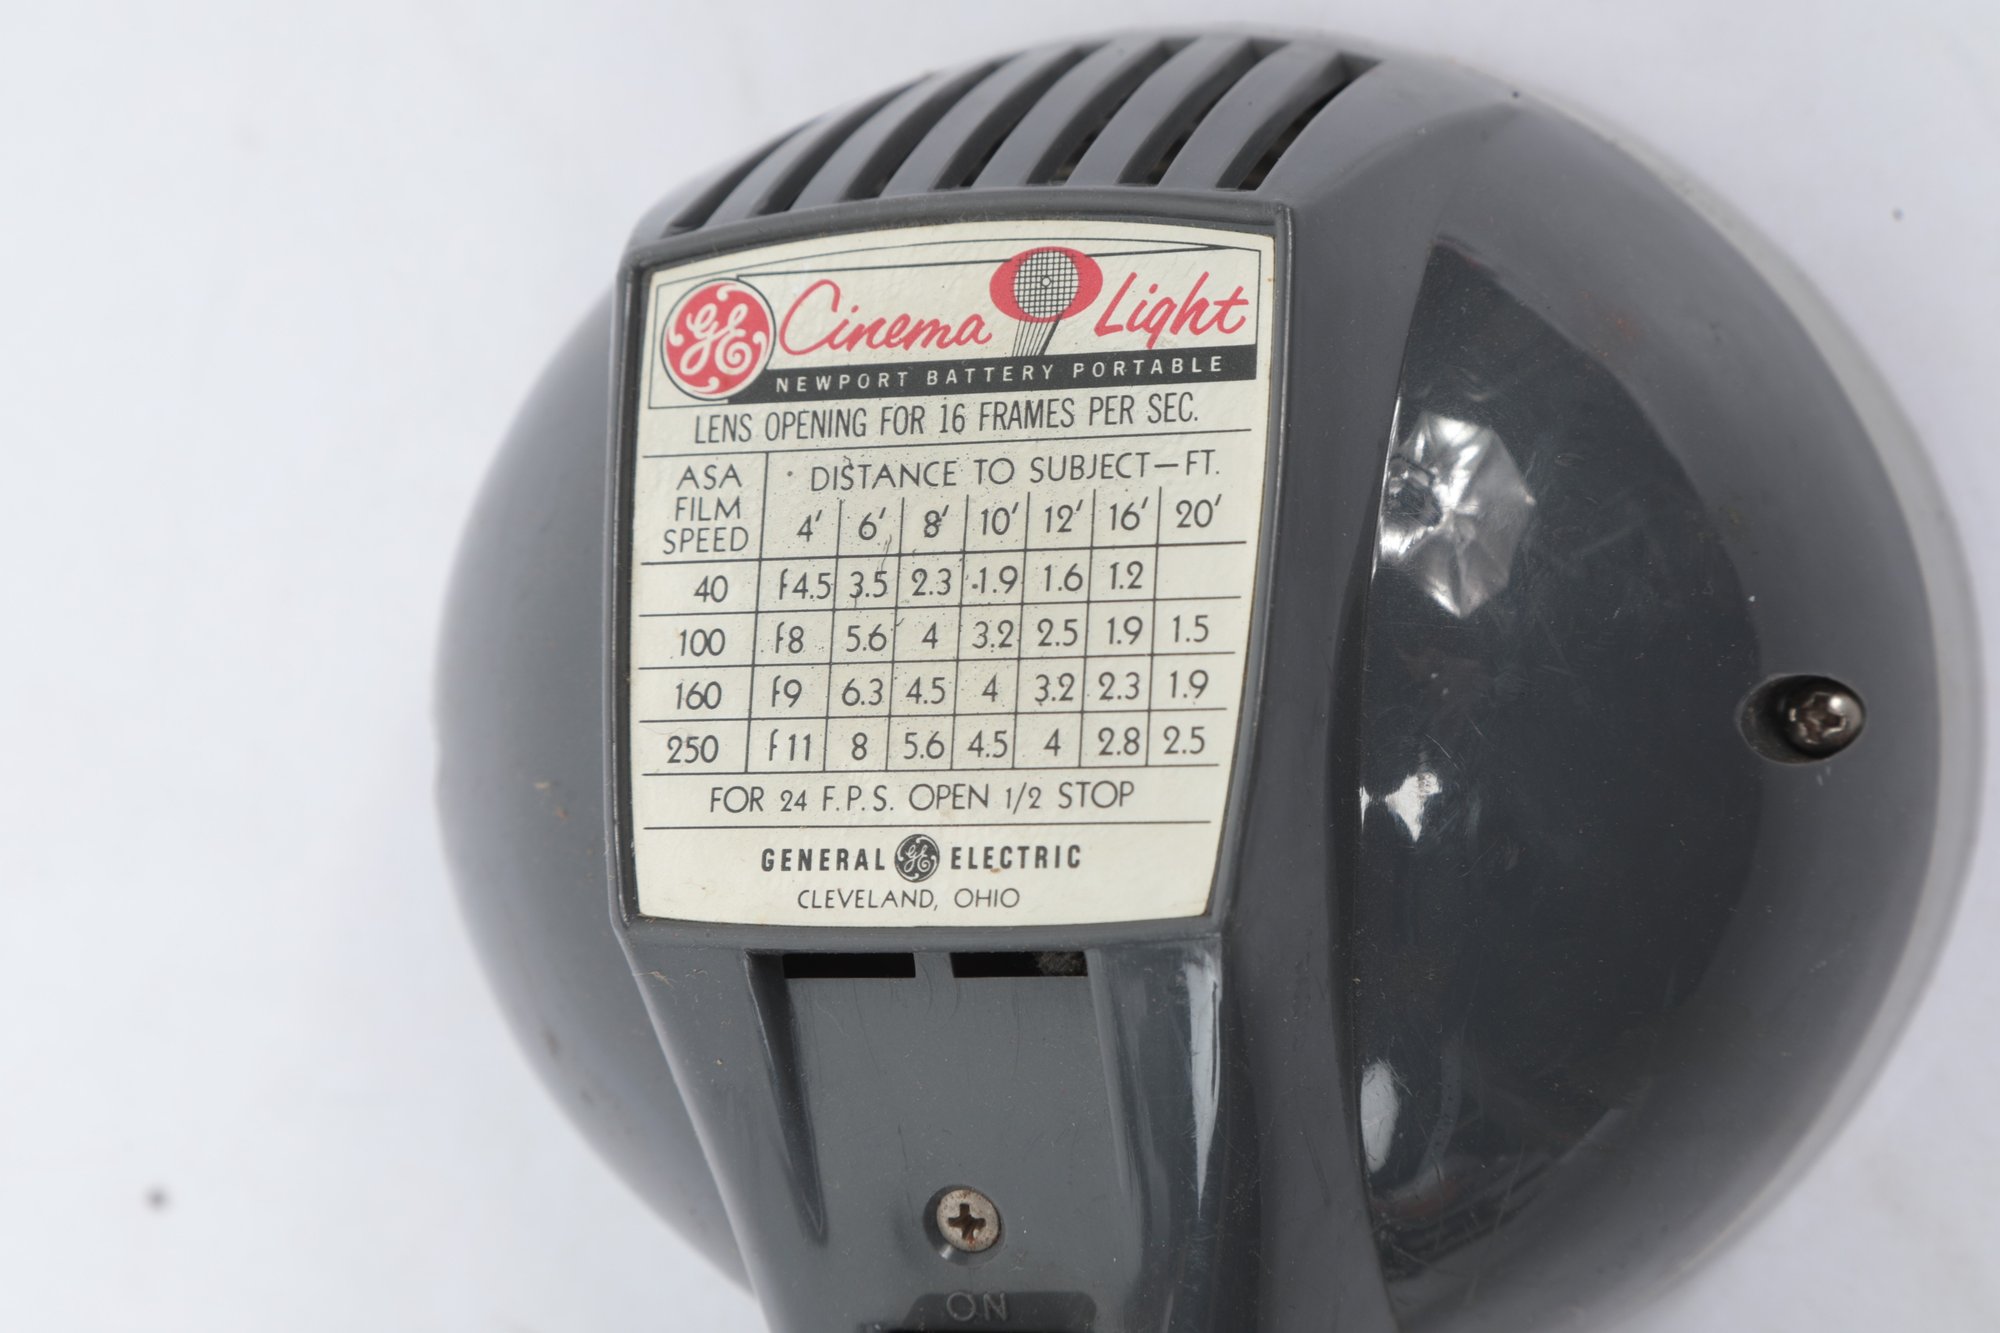 GE Cinema Light
NEWPORT BATTERY PORTABLE
LENS OPENING FOR 16 FRAMES PER SEC.
ASA FILM SPEED
DISTANCE TO SUBJECT—FT.
4' 6' 8' 10' 12' 16' 20'
40 f4.5 3.5 2.3 1.9 1.6 1.2
100 f8 5.6 4 3.2 2.5 1.9 1.5
160 f9 6.3 4.5 4 3.2 2.3 1.9
250 f11 8 5.6 4.5 4 2.8 2.5
FOR 24 F.P.S. OPEN 1/2 STOP
GENERAL GE ELECTRIC
CLEVELAND, OHIO
ON